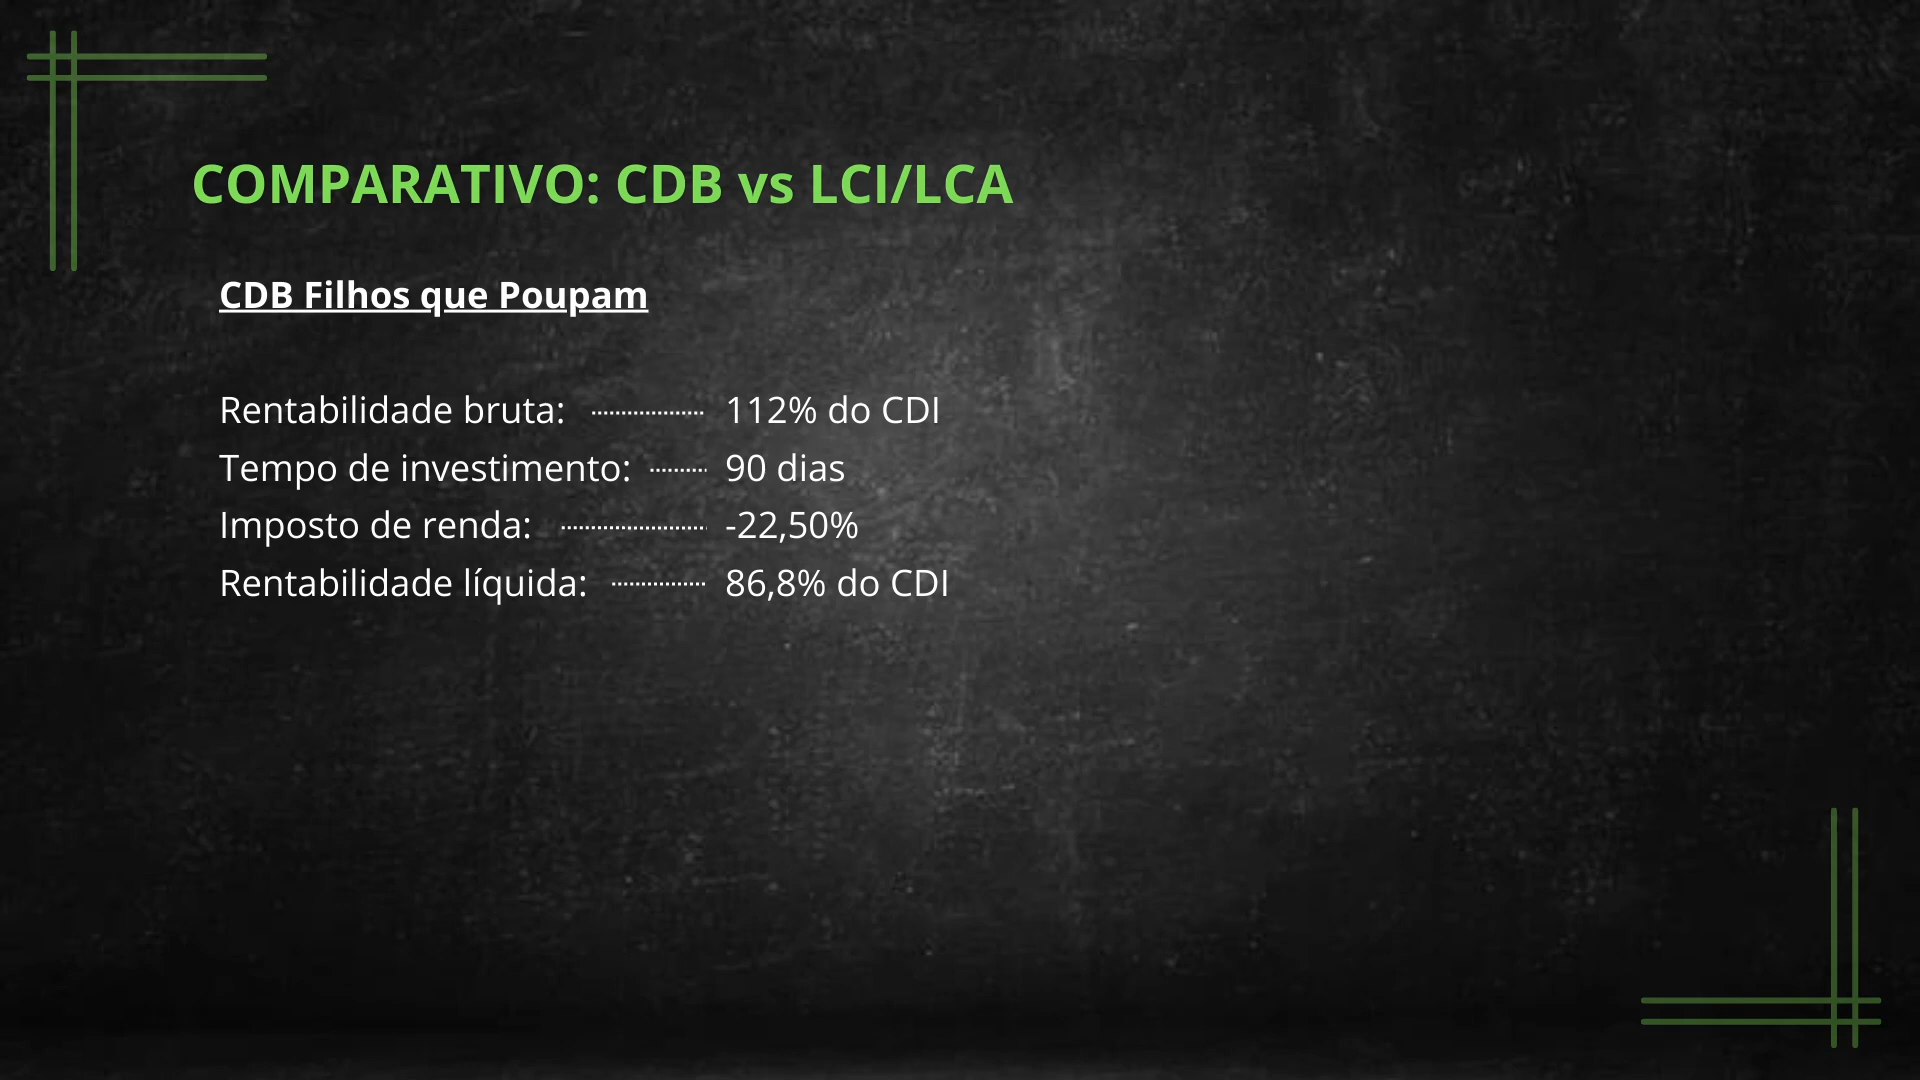 COMPARATIVO: CDB vs LCI/LCA
CDB Filhos que Poupam
Rentabilidade bruta: 112% do CDI
Tempo de investimento: 90 dias
Imposto de renda: -22,50%
Rentabilidade líquida: 86,8% do CDI